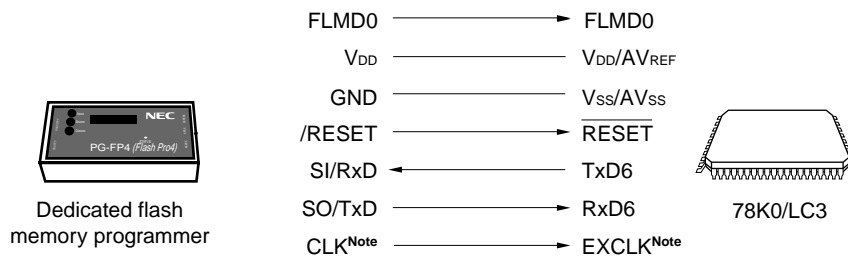 FLMD0 FLMD0
VDD VDD/AVREF
GND VSS/AVSS
/RESET RESET
SI/RxD TxD6
SO/TxD RxD6
CLKNote EXCLKNote
NEC
PG-FP4 (Flash Pro4)
Dedicated flash
memory programmer
78K0/LC3